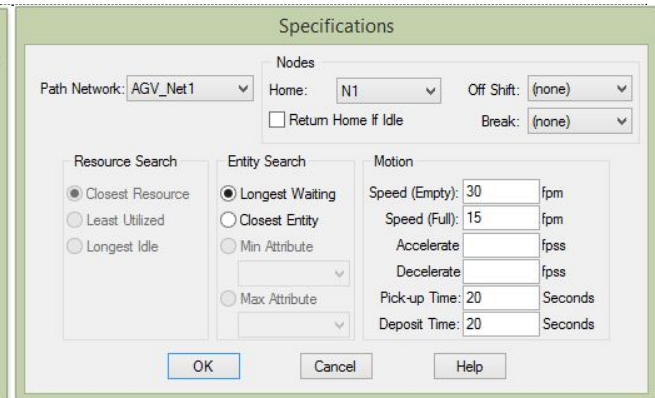 Specifications
Path Network: AGV_Net1
Nodes
Home: N1
Return Home If Idle
Off Shift: (none)
Break: (none)
Resource Search
Closest Resource
Least Utilized
Longest Idle
Entity Search
Longest Waiting
Closest Entity
Min Attribute
Max Attribute
Motion
Speed (Empty): 30 fpm
Speed (Full): 15 fpm
Accelerate fpss
Decelerate fpss
Pick-up Time: 20 Seconds
Deposit Time: 20 Seconds
OK Cancel Help